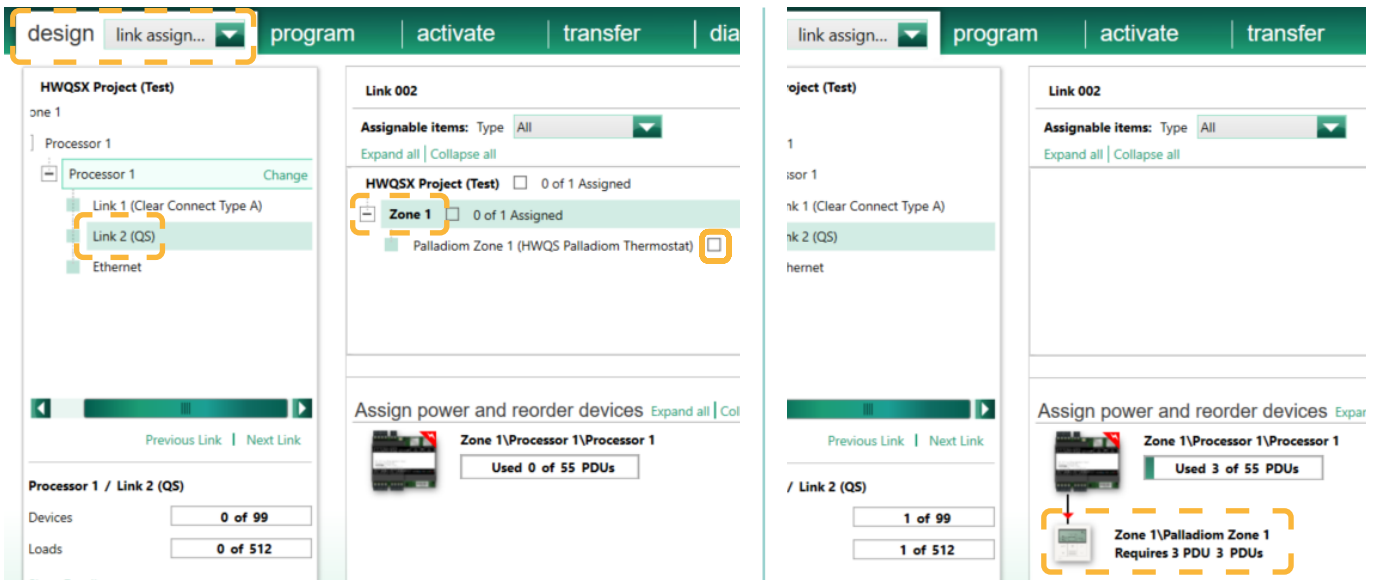 design link assign... program activate transfer dia
HWQSX Project (Test)
one 1
Processor 1
Processor 1 Change
Link 1 (Clear Connect Type A)
Link 2 (QS)
Ethernet
Previous Link | Next Link
Processor 1 / Link 2 (QS)
Devices 0 of 99
Loads 0 of 512
Link 002
Assignable items: Type All
Expand all | Collapse all
HWQSX Project (Test) 0 of 1 Assigned
Zone 1 0 of 1 Assigned
Palladiom Zone 1 (HWQS Palladiom Thermostat)
Assign power and reorder devices Expand all | Col
Zone 1\Processor 1\Processor 1
Used 0 of 55 PDUs
link assign... program activate transfer
oject (Test)
1
ssor 1
nk 1 (Clear Connect Type A)
nk 2 (QS)
hernet
Previous Link | Next Link
/ Link 2 (QS)
1 of 99
1 of 512
Link 002
Assignable items: Type All
Expand all | Collapse all
Assign power and reorder devices Expar
Zone 1\Processor 1\Processor 1
Used 3 of 55 PDUs
Zone 1\Palladiom Zone 1
Requires 3 PDU 3 PDUs